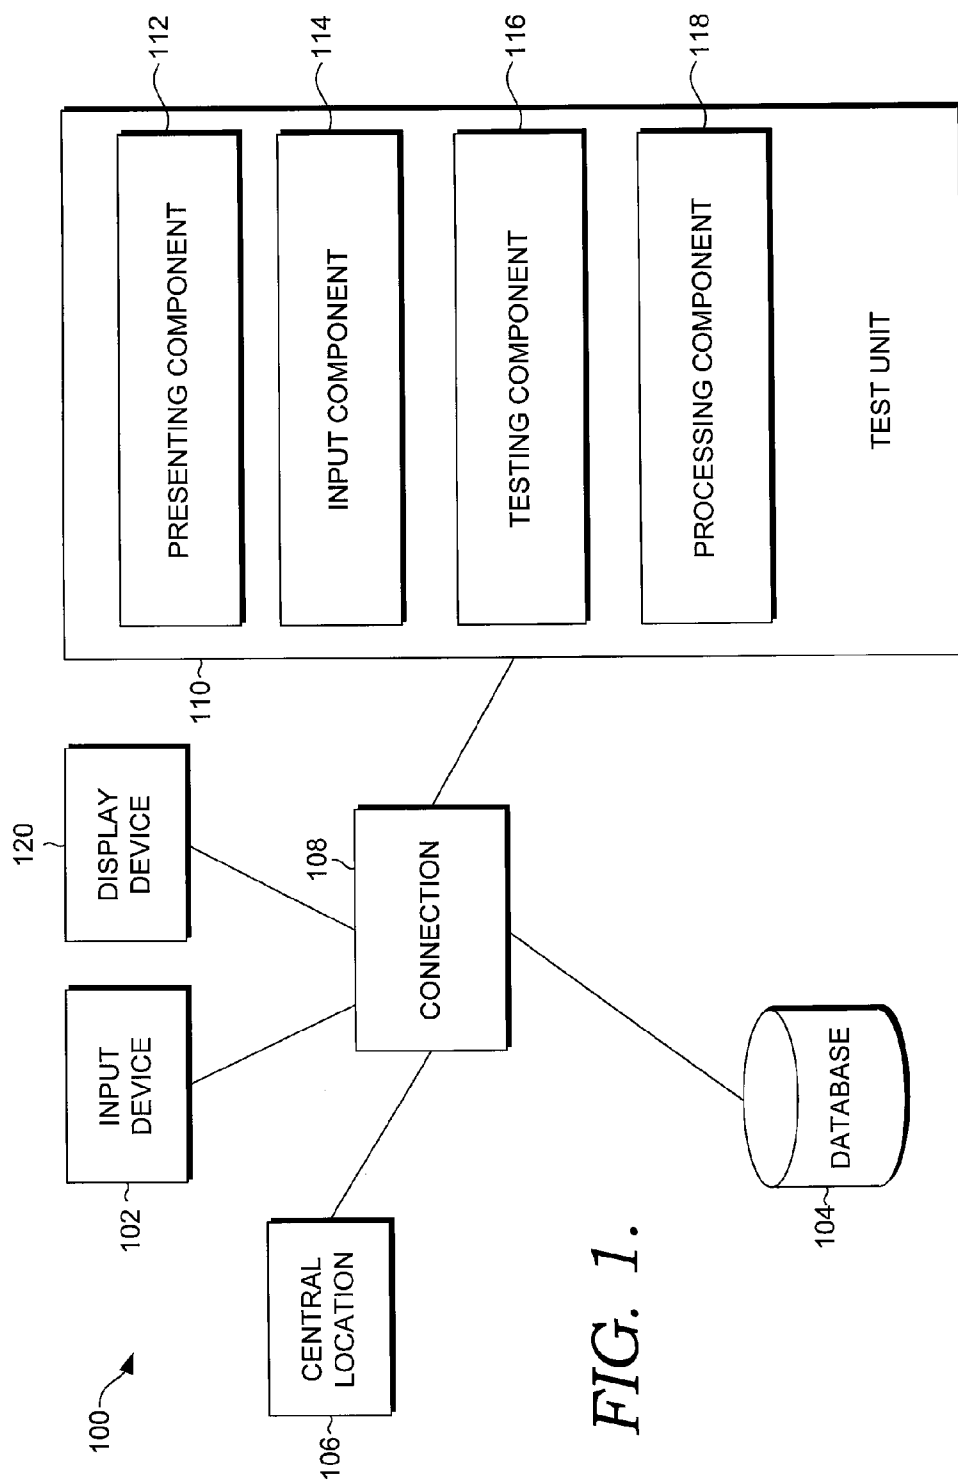 100
106
CENTRAL
LOCATION
102
INPUT
DEVICE
120
DISPLAY
DEVICE
108
CONNECTION
104
DATABASE
110
112
PRESENTING COMPONENT
114
INPUT COMPONENT
116
TESTING COMPONENT
118
PROCESSING COMPONENT
TEST UNIT
FIG. 1.